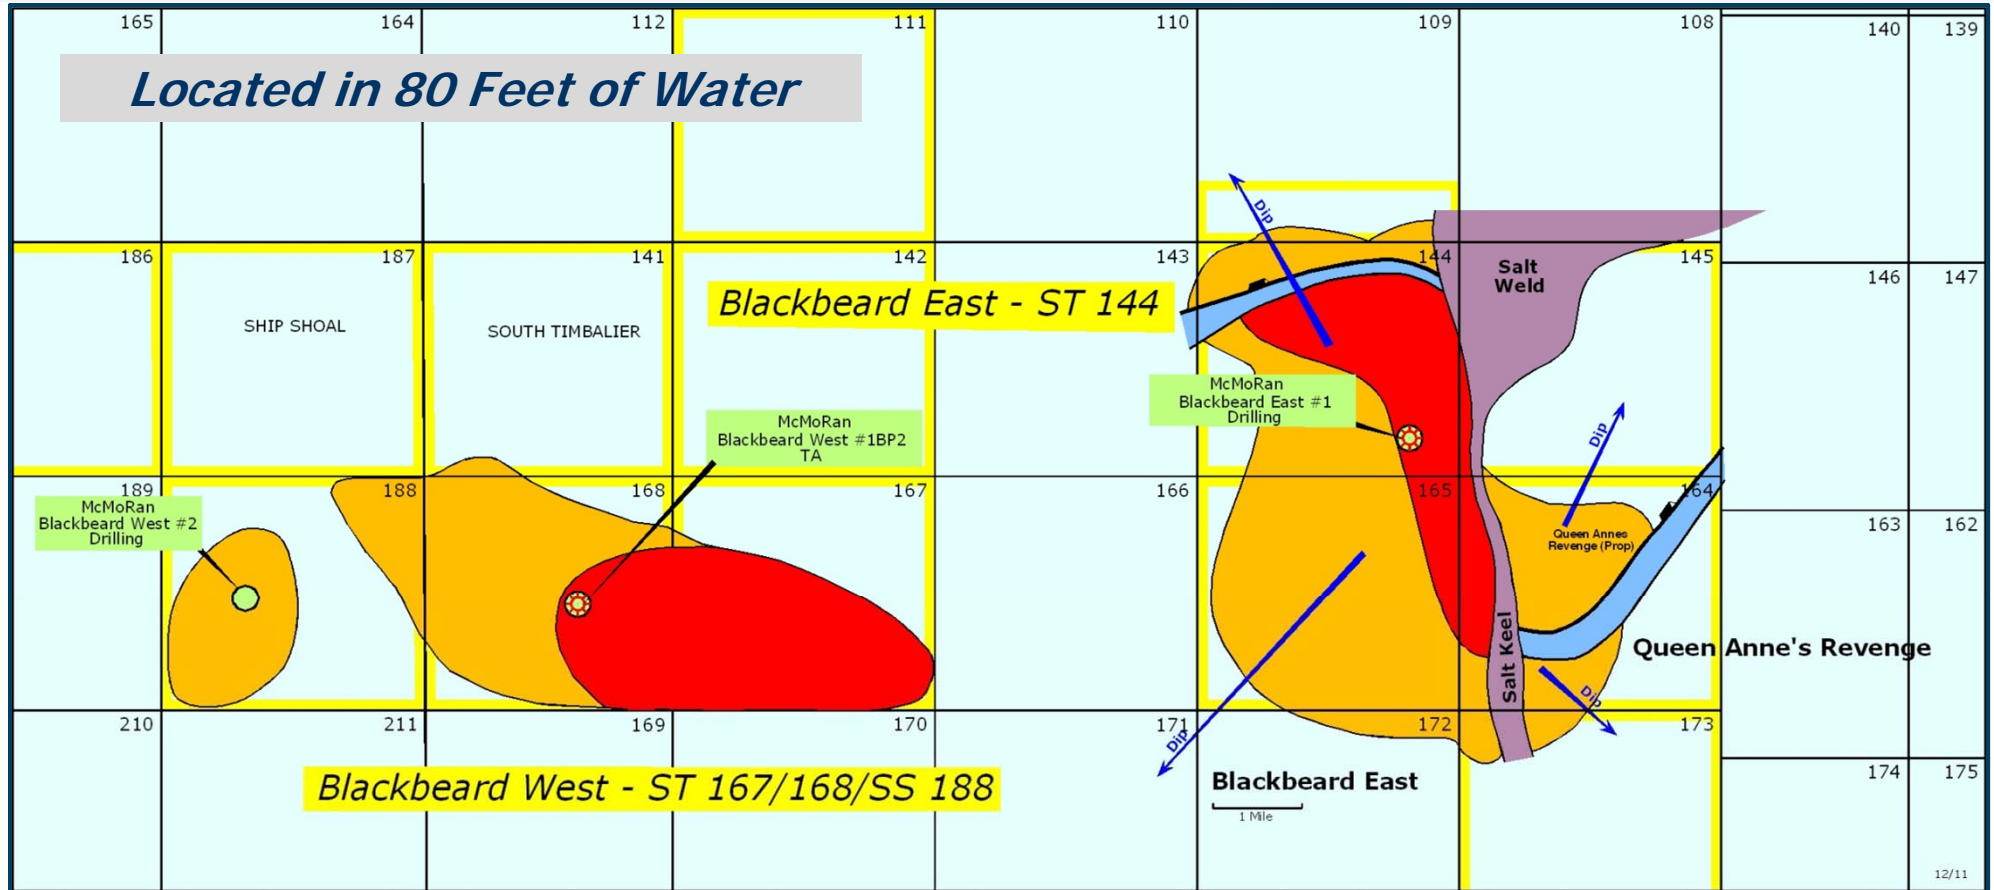 165
164
112
111
110
109
108
140
139
Located in 80 Feet of Water
Dip
186
187
141
142
143
144
145
146
147
Salt
Weld
Blackbeard East - ST 144
SHIP SHOAL
SOUTH TIMBALIER
McMoRan
Blackbeard East #1
Drilling
McMoRan
Blackbeard West #1BP2
TA
Dip
189
188
168
167
166
165
164
163
162
McMoRan
Blackbeard West #2
Drilling
Queen Annes
Revenge (Prop)
Salt Keel
Queen Anne's Revenge
Dip
210
211
169
170
171
172
173
Dip
174
175
Blackbeard West - ST 167/168/SS 188
Blackbeard East
1 Mile
12/11